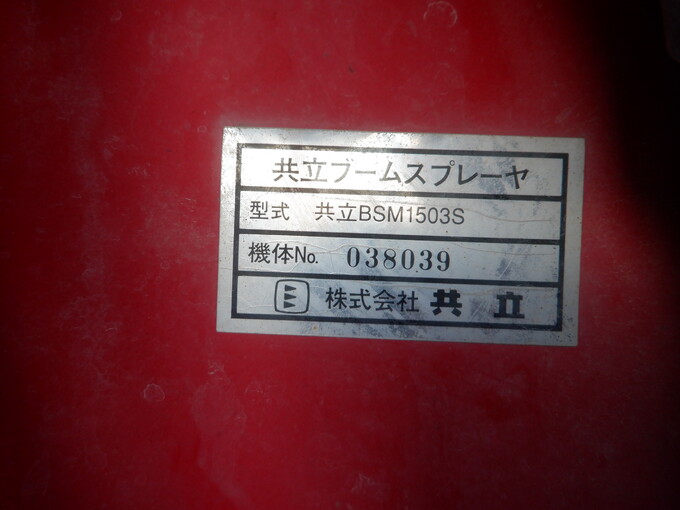 共立ブームスプレーヤ
型式 共立BSM1503S
機体No. 038039
株式会社 共立